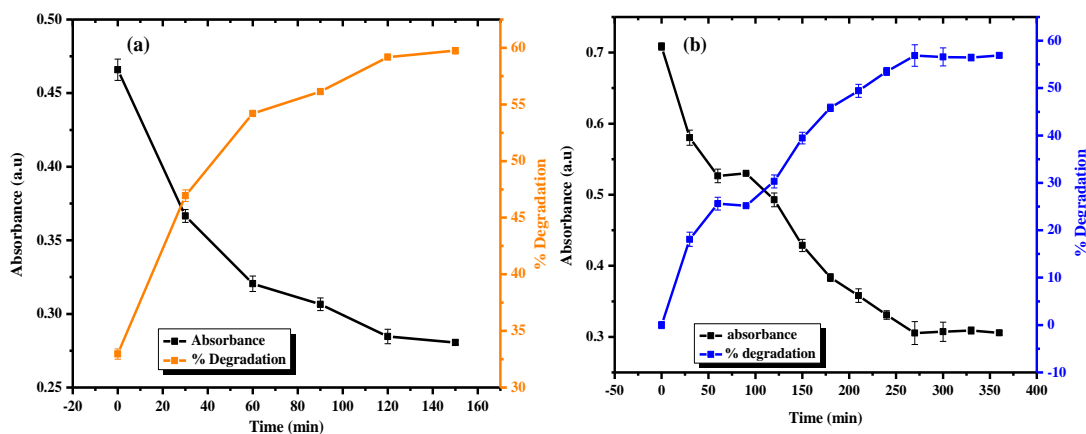 (a)
Absorbance (a.u)
0.45
0.40
0.35
0.30
0.25
60
55
50
45
40
35
30
% Degradation
Absorbance
% Degradation
-20 0 20 40 60 80 100 120 140 160
Time (min)
(b)
Absorbance (a.u)
0.7
0.6
0.5
0.4
0.3
60
50
40
30
20
10
0
-10
% Degradation
absorbance
% degradation
-50 0 50 100 150 200 250 300 350 400
Time (min)